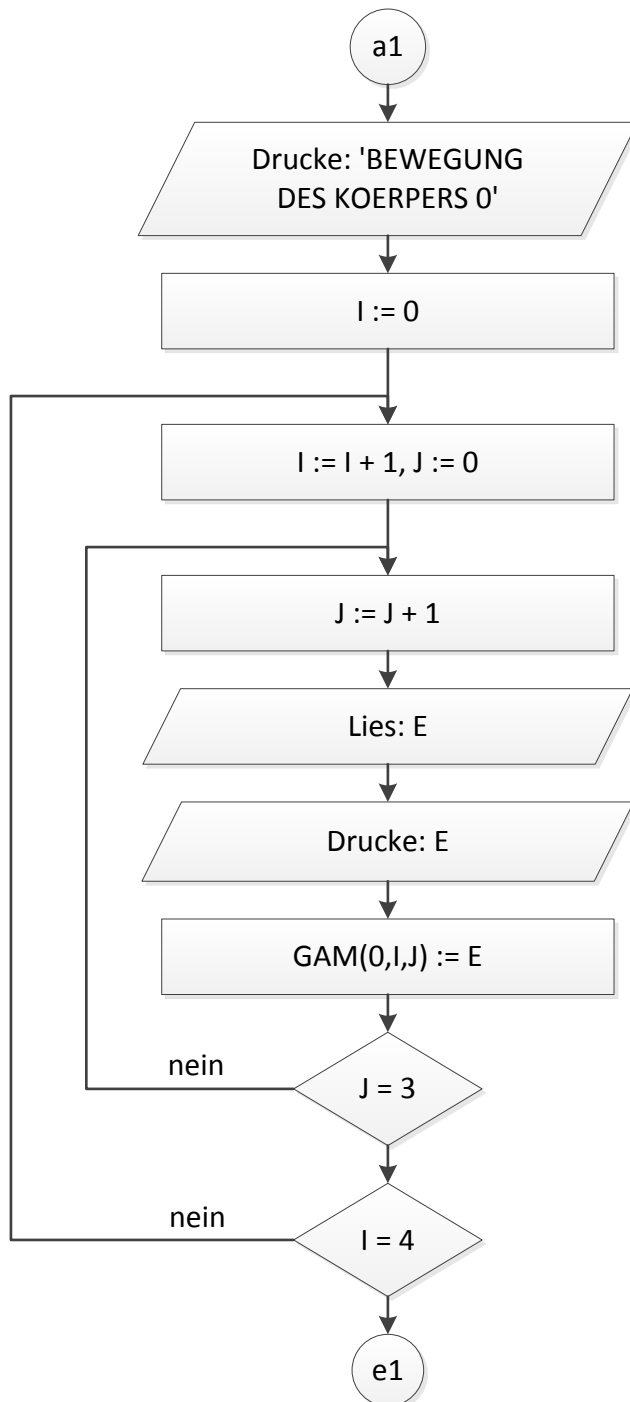 a1
Drucke: 'BEWEGUNG
DES KOERPERS 0'
I := 0
I := I + 1, J := 0
J := J + 1
Lies: E
Drucke: E
GAM(0,I,J) := E
nein
J = 3
nein
I = 4
e1